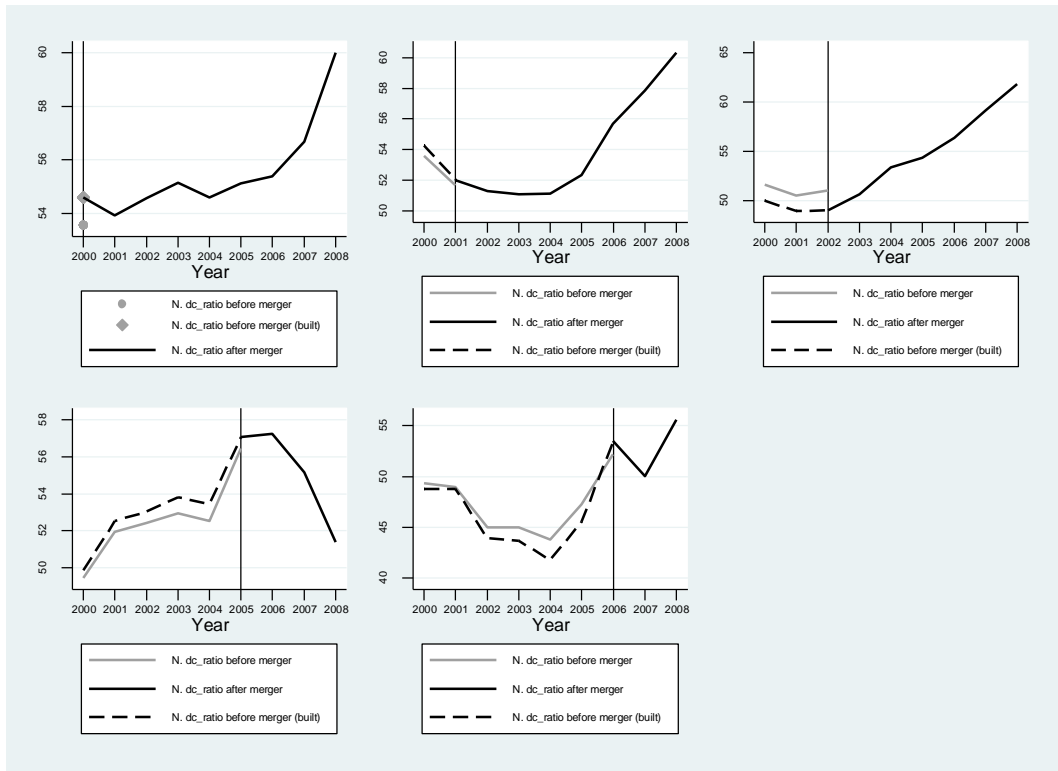 54 56 58 60
2000 2001 2002 2003 2004 2005 2006 2007 2008
Year
N. dc_ratio before merger
N. dc_ratio before merger (built)
N. dc_ratio after merger
50 52 54 56 58 60
2000 2001 2002 2003 2004 2005 2006 2007 2008
Year
N. dc_ratio before merger
N. dc_ratio after merger
N. dc_ratio before merger (built)
50 55 60 65
2000 2001 2002 2003 2004 2005 2006 2007 2008
Year
N. dc_ratio before merger
N. dc_ratio after merger
N. dc_ratio before merger (built)
50 52 54 56 58
2000 2001 2002 2003 2004 2005 2006 2007 2008
Year
N. dc_ratio before merger
N. dc_ratio after merger
N. dc_ratio before merger (built)
40 45 50 55
2000 2001 2002 2003 2004 2005 2006 2007 2008
Year
N. dc_ratio before merger
N. dc_ratio after merger
N. dc_ratio before merger (built)